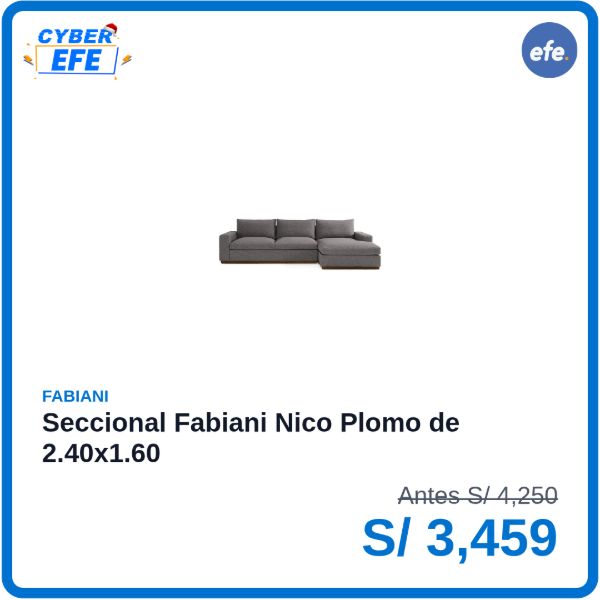 CYBER
EFE
efe.
FABIANI
Seccional Fabiani Nico Plomo de
2.40x1.60
Antes S/ 4,250
S/ 3,459